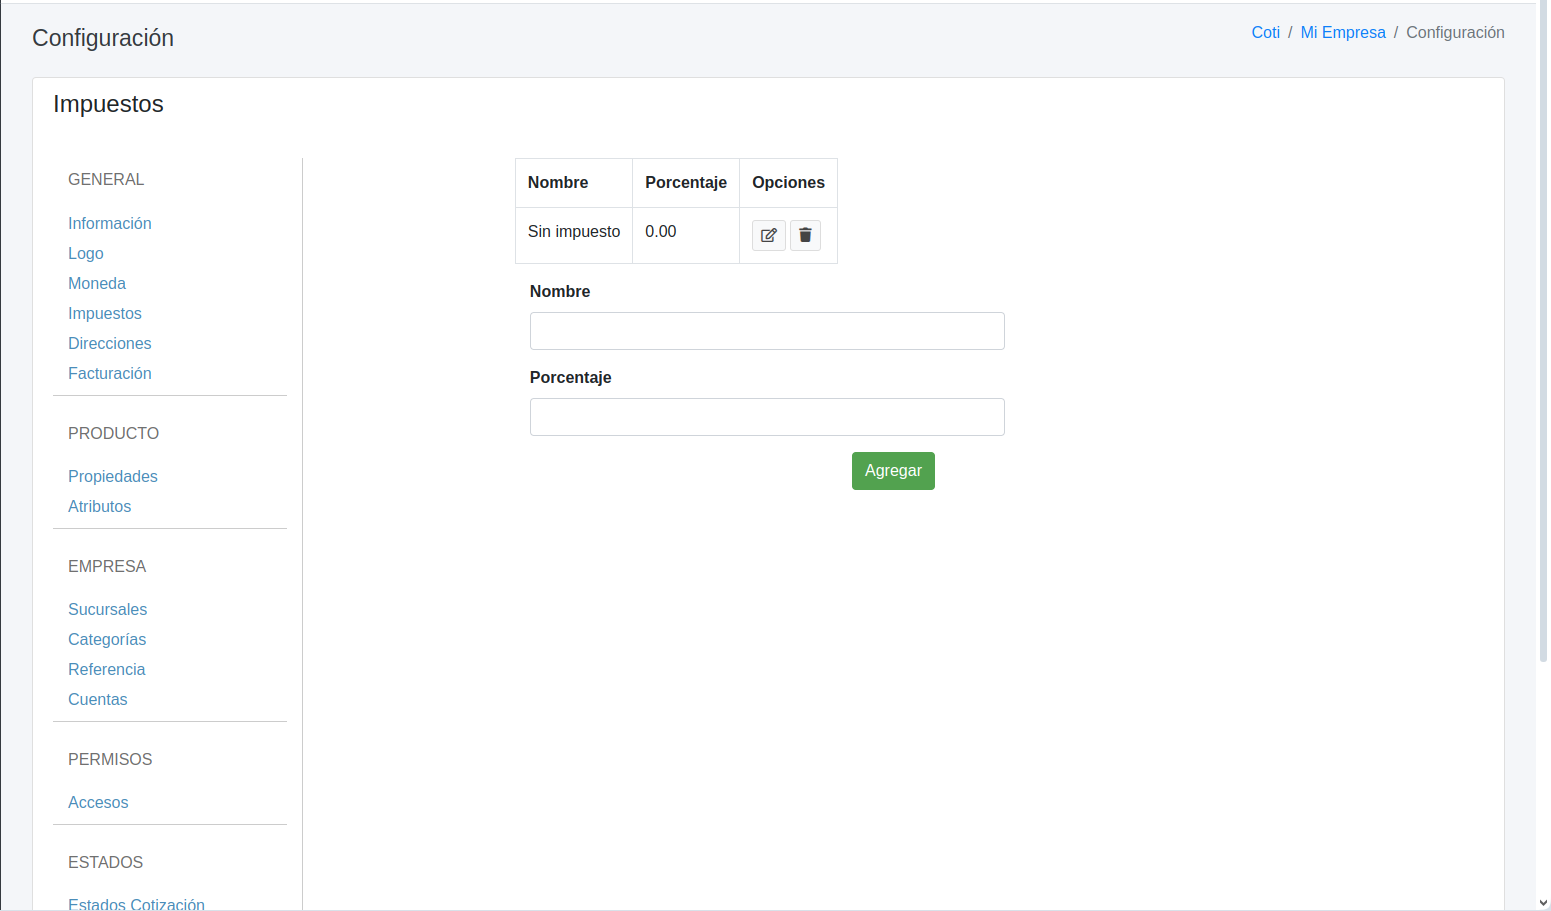 Configuración
Coti / Mi Empresa / Configuración
Impuestos
GENERAL
Información
Logo
Moneda
Impuestos
Direcciones
Facturación
PRODUCTO
Propiedades
Atributos
EMPRESA
Sucursales
Categorías
Referencia
Cuentas
PERMISOS
Accesos
ESTADOS
Estados Cotización
Nombre Porcentaje Opciones
Sin impuesto 0.00
Nombre
Porcentaje
Agregar